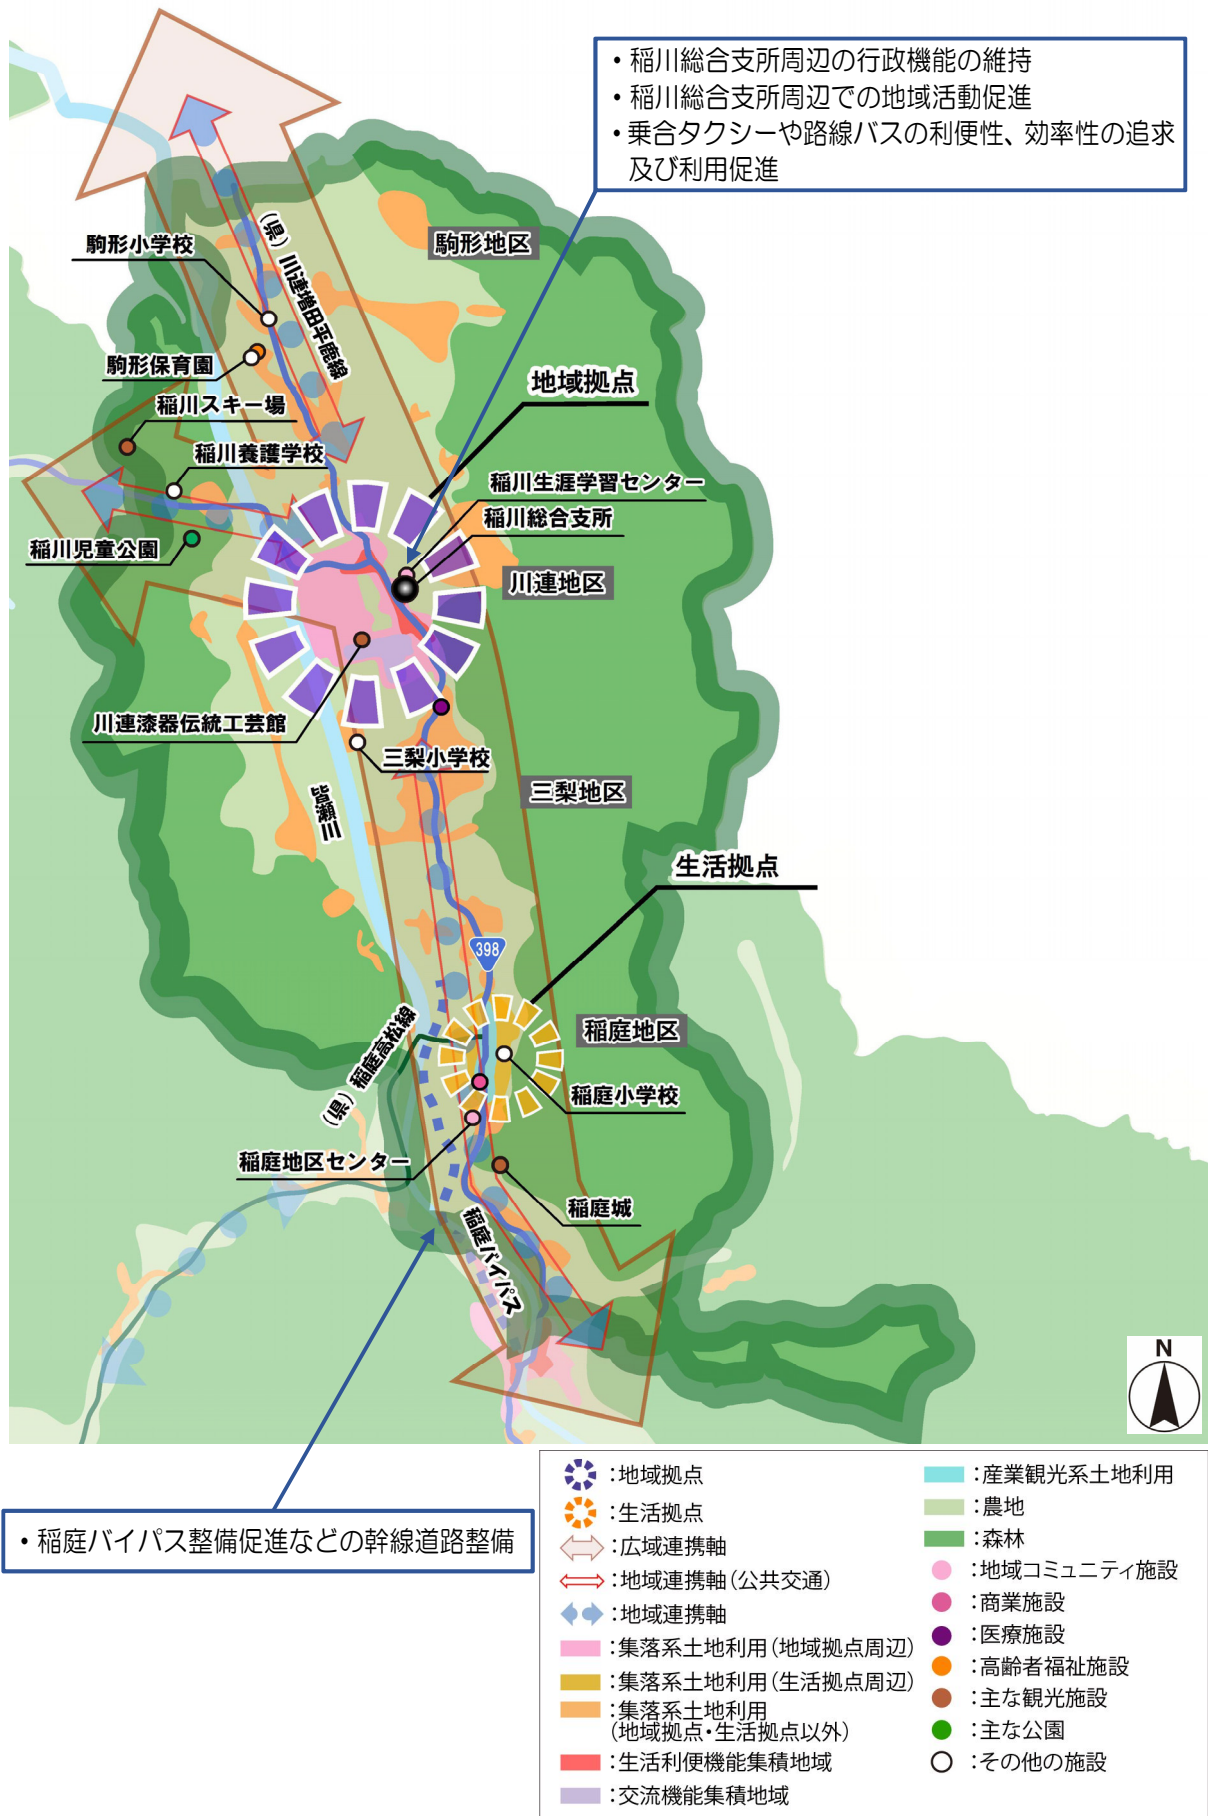 ・稲川総合支所周辺の行政機能の維持
・稲川総合支所周辺での地域活動促進
・乗合タクシーや路線バスの利便性、効率性の追求
及び利用促進
駒形地区
駒形小学校
(県)川連増田平鹿線
駒形保育園
地域拠点
稲川スキー場
稲川養護学校
稲川生涯学習センター
稲川総合支所
稲川児童公園
川連地区
川連漆器伝統工芸館
三梨小学校
三梨地区
皆瀬川
生活拠点
398
稲庭地区
(県)稲庭高松線
稲庭小学校
稲庭地区センター
稲庭城
稲庭バイパス
N
・稲庭バイパス整備促進などの幹線道路整備
:地域拠点
:生活拠点
:広域連携軸
:地域連携軸(公共交通)
:地域連携軸
:集落系土地利用(地域拠点周辺)
:集落系土地利用(生活拠点周辺)
:集落系土地利用
(地域拠点・生活拠点以外)
:生活利便機能集積地域
:交流機能集積地域
:産業観光系土地利用
:農地
:森林
:地域コミュニティ施設
:商業施設
:医療施設
:高齢者福祉施設
:主な観光施設
:主な公園
:その他の施設